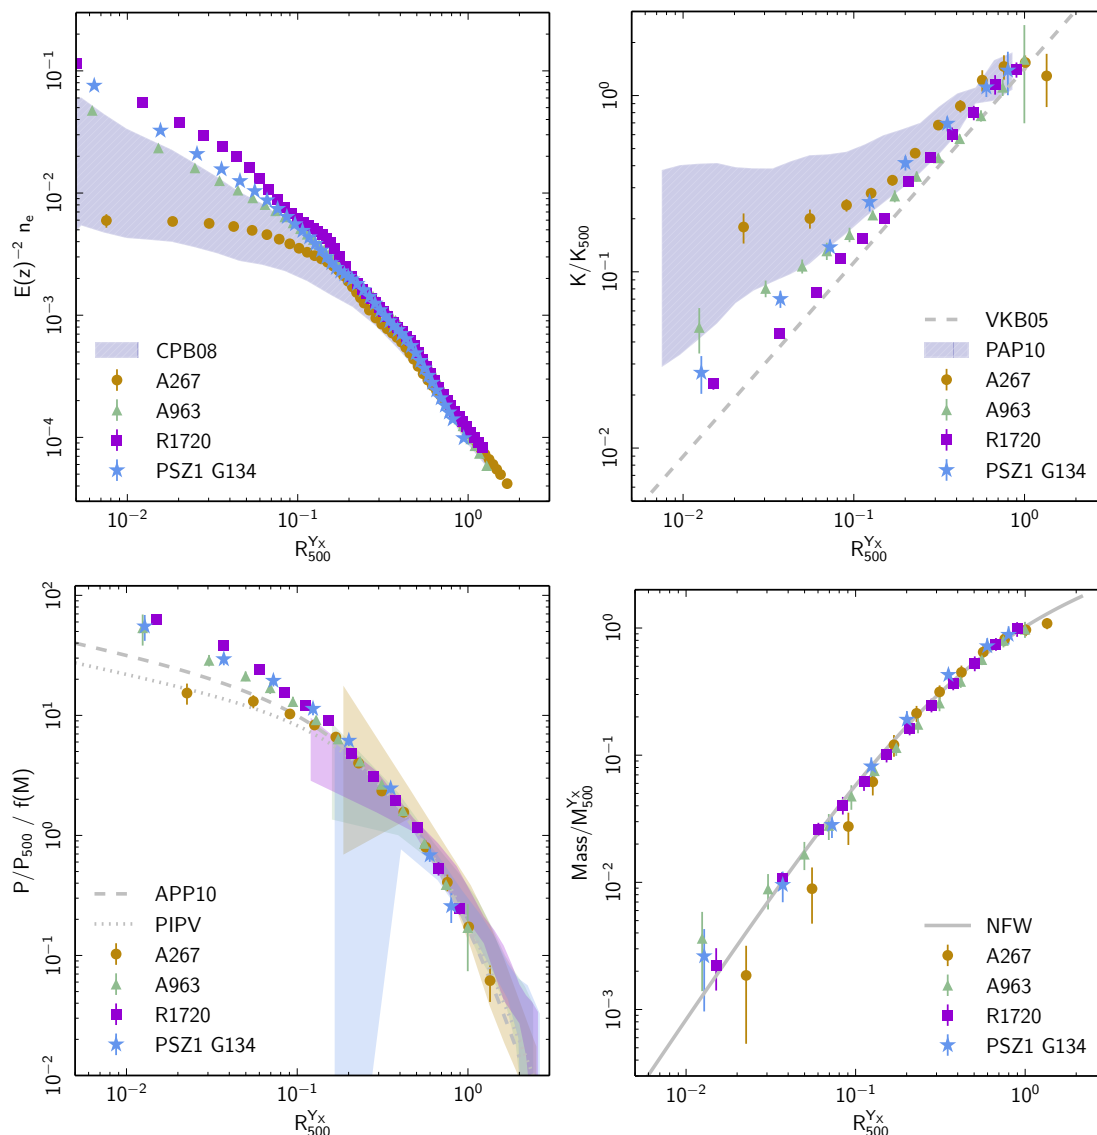 E(z)⁻² nₑ
10⁻¹
10⁻²
10⁻³
10⁻⁴
CPB08
A267
A963
R1720
PSZ1 G134
10⁻² 10⁻¹ 10⁰
R₅₀₀^Yx
K/K₅₀₀
10⁰
10⁻¹
10⁻²
VKB05
PAP10
A267
A963
R1720
PSZ1 G134
10⁻² 10⁻¹ 10⁰
R₅₀₀^Yx
P/P₅₀₀ / f(M)
10²
10¹
10⁰
10⁻¹
10⁻²
APP10
PIPV
A267
A963
R1720
PSZ1 G134
10⁻² 10⁻¹ 10⁰
R₅₀₀^Yx
Mass/M₅₀₀^Yx
10⁰
10⁻¹
10⁻²
10⁻³
NFW
A267
A963
R1720
PSZ1 G134
10⁻² 10⁻¹ 10⁰
R₅₀₀^Yx